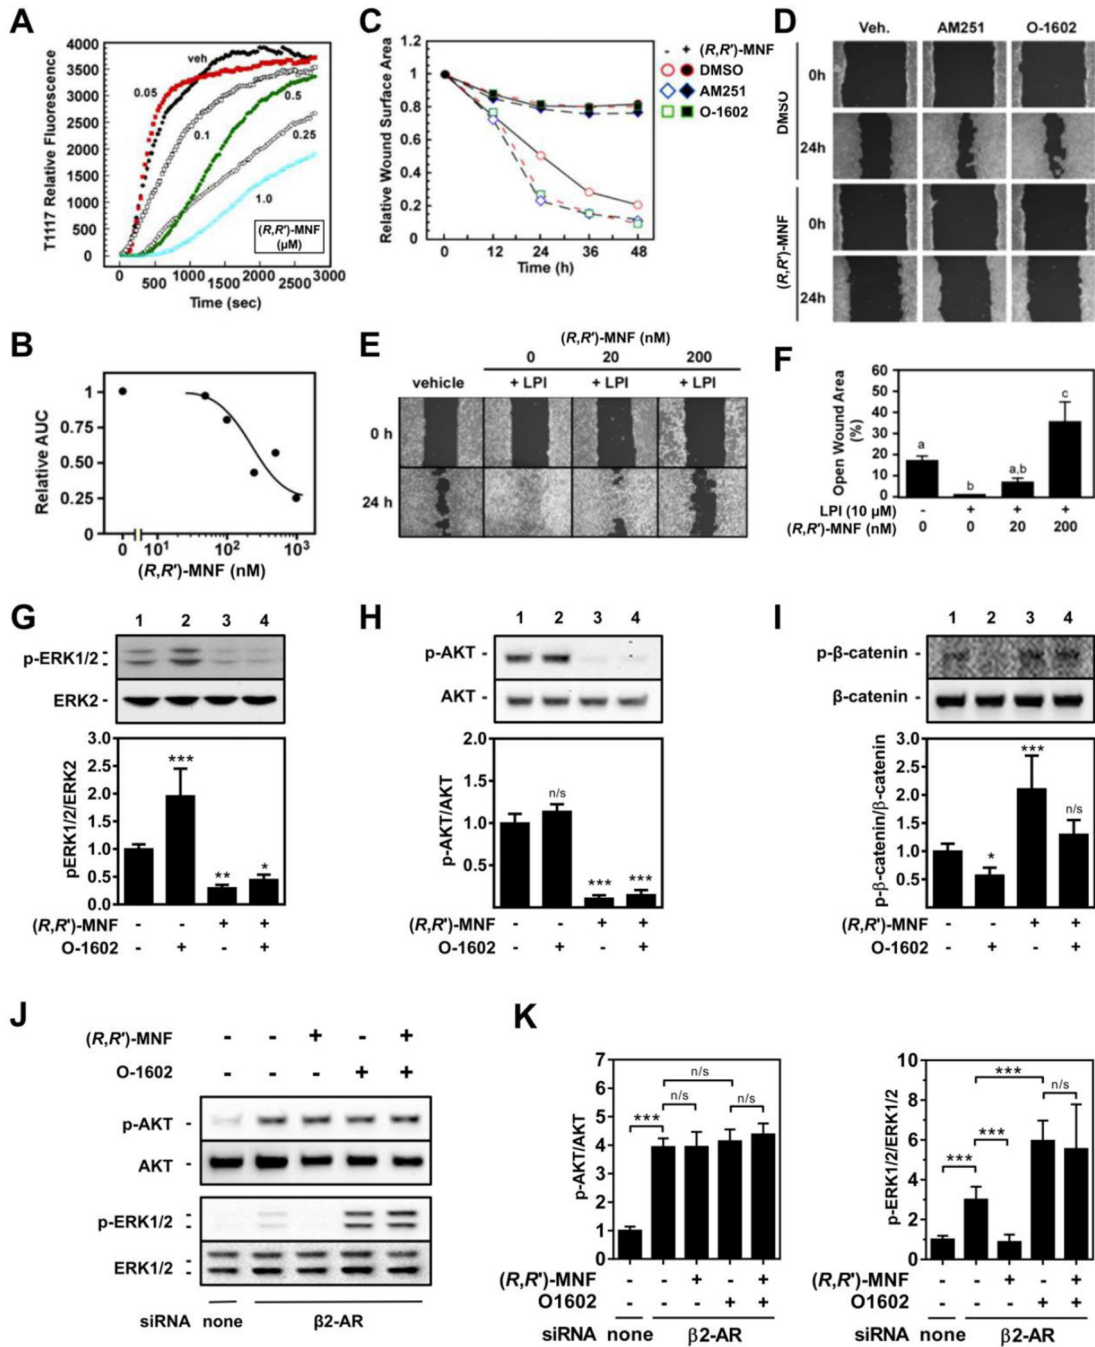 A
T1117 Relative Fluorescence
4000
3500
3000
2500
2000
1500
1000
500
0
veh
0.05
0.1
0.5
0.25
1.0
(R,R')-MNF
(µM)
0 500 1000 1500 2000 2500 3000
Time (sec)
B
Relative AUC
1
0.75
0.50
0.25
0
0 10¹ 10² 10³
(R,R')-MNF (nM)
C
Relative Wound Surface Area
1.2
1
0.8
0.6
0.4
0.2
0
0 12 24 36 48
Time (h)
- + (R,R')-MNF
DMSO
AM251
O-1602
D
Veh. AM251 O-1602
DMSO
0h
24h
(R,R')-MNF
0h
24h
E
(R,R')-MNF (nM)
0 20 200
vehicle + LPI + LPI + LPI
0 h
24 h
F
Open Wound Area
(%)
60
50
40
30
20
10
0
a b a,b c
LPI (10 µM) - + + +
(R,R')-MNF (nM) 0 0 20 200
G
1 2 3 4
p-ERK1/2 -
-
ERK2 -
pERK1/2/ERK2
3.0
2.5
2.0
1.5
1.0
0.5
0.0
*** ** *
(R,R')-MNF - - + +
O-1602 - + - +
H
1 2 3 4
p-AKT -
AKT -
p-AKT/AKT
2.0
1.5
1.0
0.5
n/s *** ***
(R,R')-MNF - - + +
O-1602 - + - +
I
1 2 3 4
p-β-catenin -
β-catenin -
p-β-catenin/β-catenin
3.0
2.5
2.0
1.5
1.0
0.5
* *** n/s
(R,R')-MNF - - + +
O-1602 - + - +
J
(R,R')-MNF - - + - +
O-1602 - - - + +
p-AKT -
AKT -
p-ERK1/2 -
-
ERK1/2 -
-
siRNA none β2-AR
K
p-AKT/AKT
7
6
5
4
3
2
1
0
*** n/s n/s n/s
(R,R')-MNF - - + - +
O1602 - - - + +
siRNA none β2-AR
p-ERK1/2/ERK1/2
10
8
6
4
2
0
*** *** *** n/s
(R,R')-MNF - - + - +
O1602 - - - + +
siRNA none β2-AR